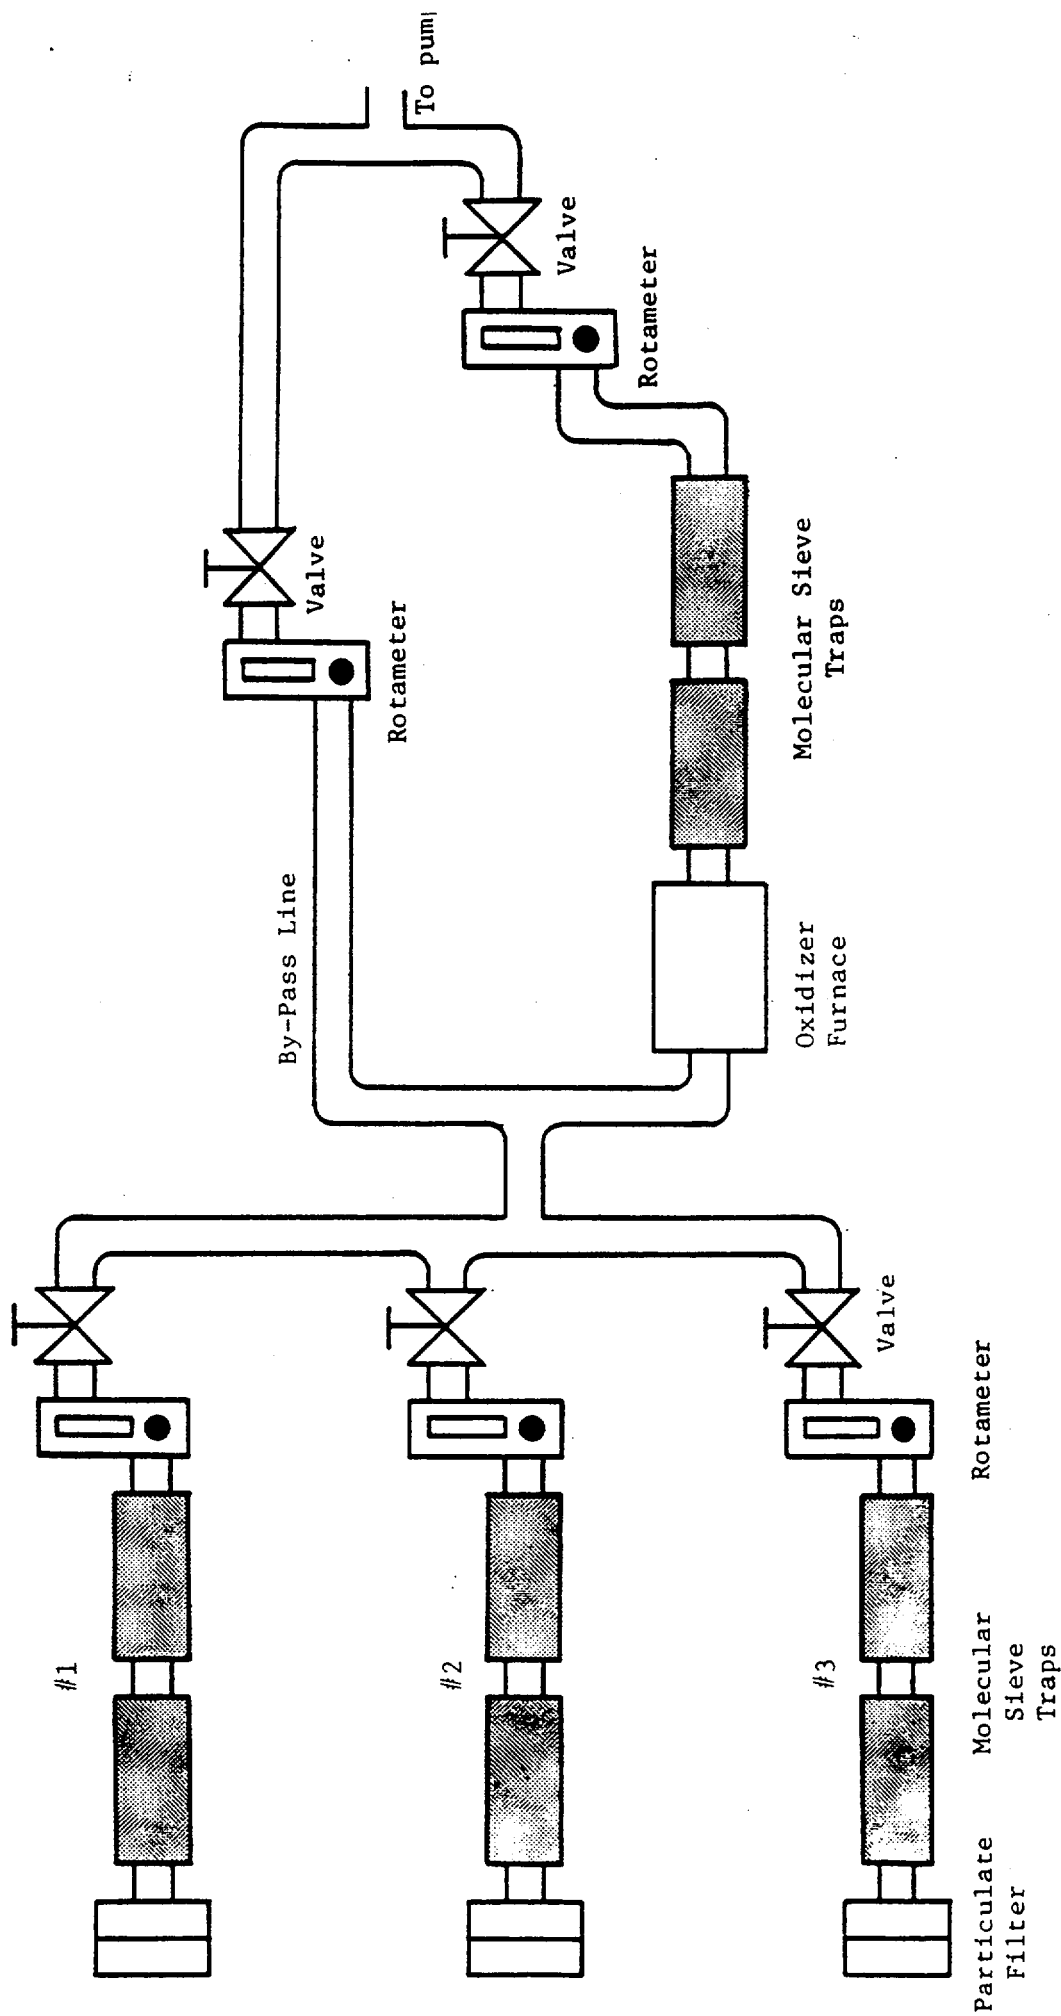 #1
#2
#3
Particulate
Filter
Molecular
Sieve
Traps
Rotameter
Valve
By-Pass Line
Oxidizer
Furnace
Rotameter
Valve
Molecular Sieve
Traps
Rotameter
Valve
To pum